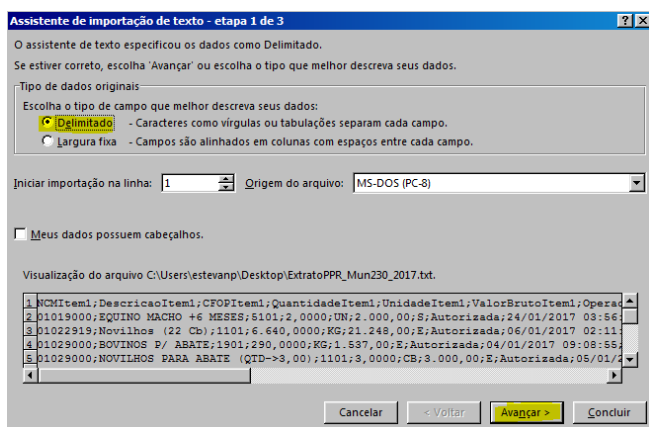 Assistente de importação de texto - etapa 1 de 3
O assistente de texto especificou os dados como Delimitado.
Se estiver correto, escolha 'Avançar' ou escolha o tipo que melhor descreva seus dados.
Tipo de dados originais
Escolha o tipo de campo que melhor descreva seus dados:
Delimitado - Caracteres como vírgulas ou tabulações separam cada campo.
Largura fixa - Campos são alinhados em colunas com espaços entre cada campo.
Iniciar importação na linha: 1 Origem do arquivo: MS-DOS (PC-8)
Meus dados possuem cabeçalhos.
Visualização do arquivo C:\Users\estevanp\Desktop\ExtratoPPR_Mun230_2017.txt.
1 NCMItem1;DescricaoItem1;CFOPItem1;QuantidadeItem1;UnidadeItem1;ValorBrutoItem1;Operaç
2 01019000;EQUINO MACHO +6 MESES;5101;2,0000;UN;2.000,00;S;Autorizada;24/01/2017 03:56:
3 01022919;Novilhos (22 Cb);1101;6.640,0000;KG;21.248,00;E;Autorizada;06/01/2017 02:11:
4 01029000;BOVINOS P/ ABATE;1901;290,0000;KG;1.537,00;E;Autorizada;04/01/2017 09:08:55;
5 01029000;NOVILHOS PARA ABATE (QTD->3,00);1101;3,0000;CB;3.000,00;E;Autorizada;05/01/2
Cancelar < Voltar Avançar > Concluir